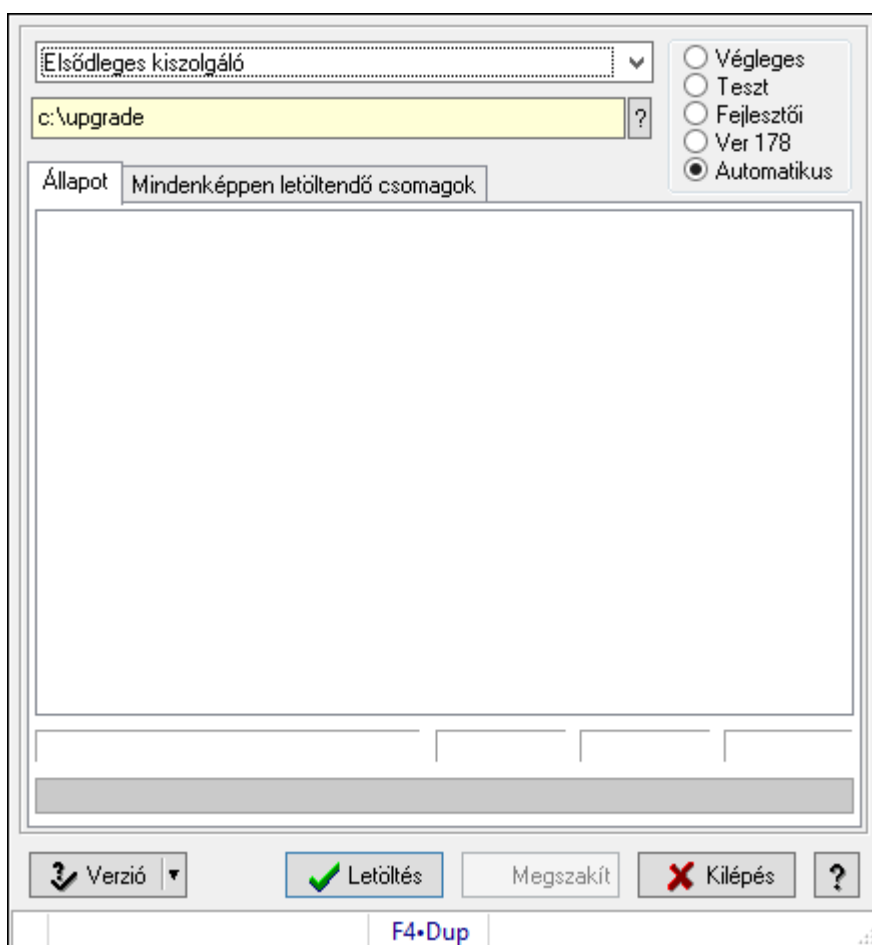 Elsődleges kiszolgáló
c:\upgrade
?
Végleges
Teszt
Fejlesztői
Ver 178
Automatikus
Állapot
Mindenképpen letöltendő csomagok
Verzió
Letöltés
Megszakít
Kilépés
?
F4•Dup